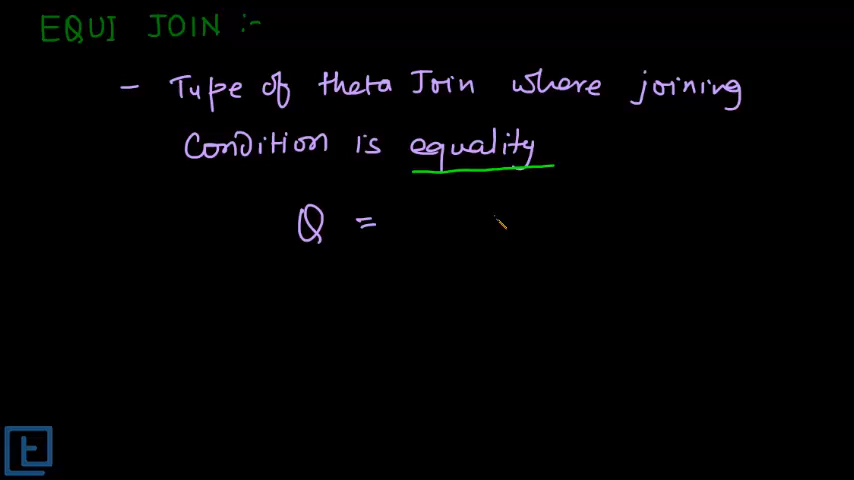 EQUI JOIN :-
- Type of theta Join where joining
Condition is equality
Q =